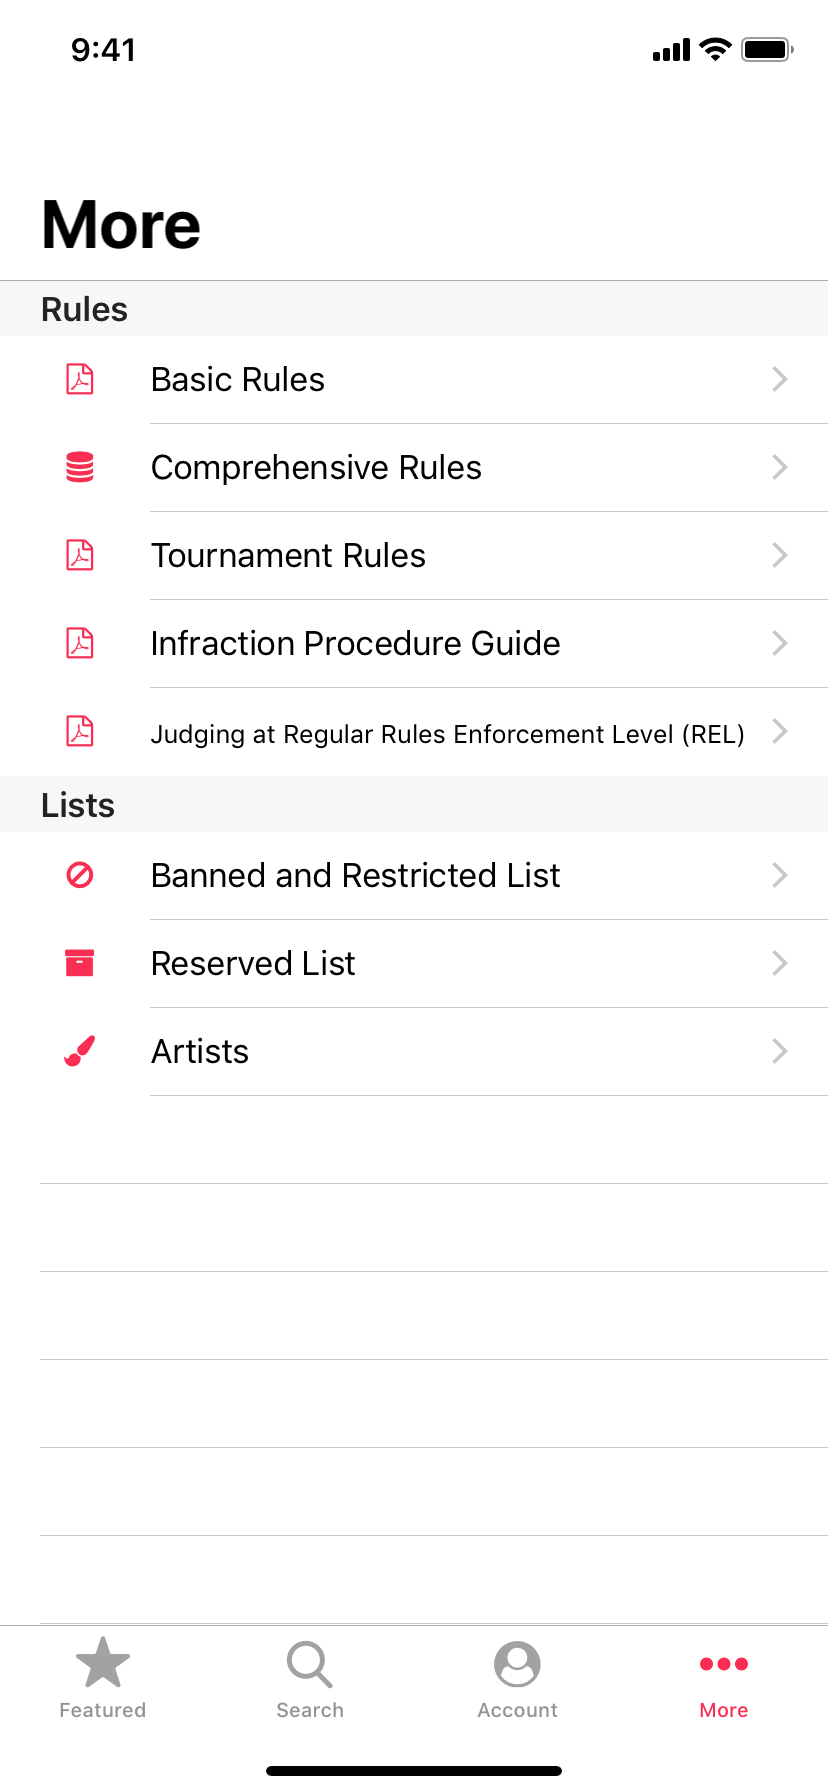 9:41
More
Rules
Basic Rules
Comprehensive Rules
Tournament Rules
Infraction Procedure Guide
Judging at Regular Rules Enforcement Level (REL)
Lists
Banned and Restricted List
Reserved List
Artists
Featured
Search
Account
More